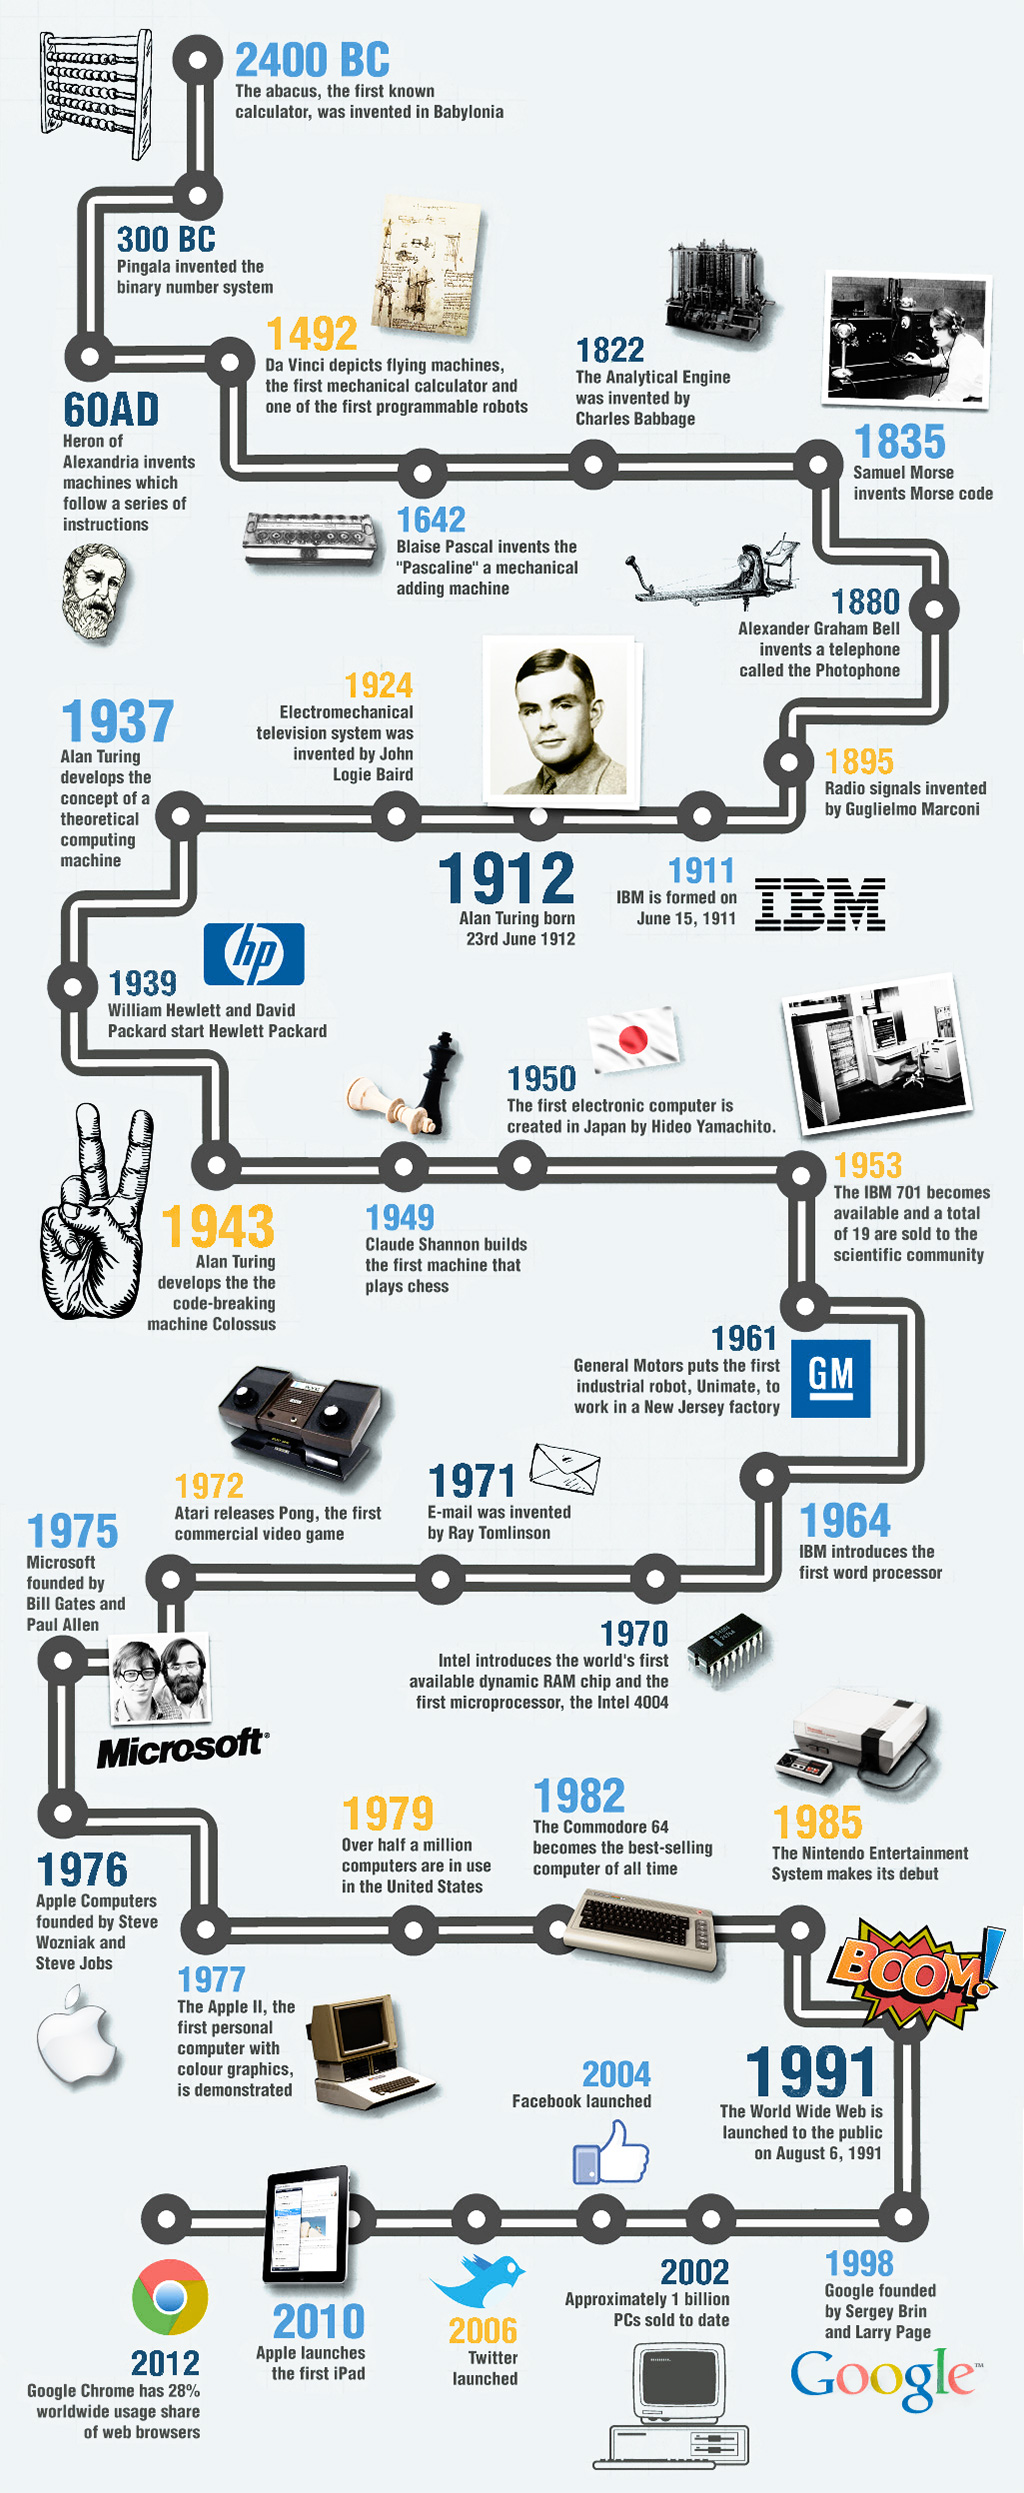 2400 BC
The abacus, the first known
calculator, was invented in Babylonia
300 BC
Pingala invented the
binary number system
60AD
Heron of
Alexandria invents
machines which
follow a series of
instructions
1492
Da Vinci depicts flying machines,
the first mechanical calculator and
one of the first programmable robots
1642
Blaise Pascal invents the
"Pascaline" a mechanical
adding machine
1822
The Analytical Engine
was invented by
Charles Babbage
1835
Samuel Morse
invents Morse code
1880
Alexander Graham Bell
invents a telephone
called the Photophone
1895
Radio signals invented
by Guglielmo Marconi
1911
IBM is formed on
June 15, 1911
IBM
1912
Alan Turing born
23rd June 1912
1924
Electromechanical
television system was
invented by John
Logie Baird
1937
Alan Turing
develops the
concept of a
theoretical
computing
machine
hp
1939
William Hewlett and David
Packard start Hewlett Packard
1943
Alan Turing
develops the the
code-breaking
machine Colossus
1949
Claude Shannon builds
the first machine that
plays chess
1950
The first electronic computer is
created in Japan by Hideo Yamachito.
1953
The IBM 701 becomes
available and a total
of 19 are sold to the
scientific community
1961
General Motors puts the first
industrial robot, Unimate, to
work in a New Jersey factory
GM
1964
IBM introduces the
first word processor
1970
Intel introduces the world's first
available dynamic RAM chip and the
first microprocessor, the Intel 4004
1971
E-mail was invented
by Ray Tomlinson
1972
Atari releases Pong, the first
commercial video game
1975
Microsoft
founded by
Bill Gates and
Paul Allen
Microsoft®
1976
Apple Computers
founded by Steve
Wozniak and
Steve Jobs
1977
The Apple II, the
first personal
computer with
colour graphics,
is demonstrated
1979
Over half a million
computers are in use
in the United States
1982
The Commodore 64
becomes the best-selling
computer of all time
1985
The Nintendo Entertainment
System makes its debut
BOOM!
1991
The World Wide Web is
launched to the public
on August 6, 1991
1998
Google founded
by Sergey Brin
and Larry Page
Google™
2002
Approximately 1 billion
PCs sold to date
2004
Facebook launched
2006
Twitter
launched
2010
Apple launches
the first iPad
2012
Google Chrome has 28%
worldwide usage share
of web browsers